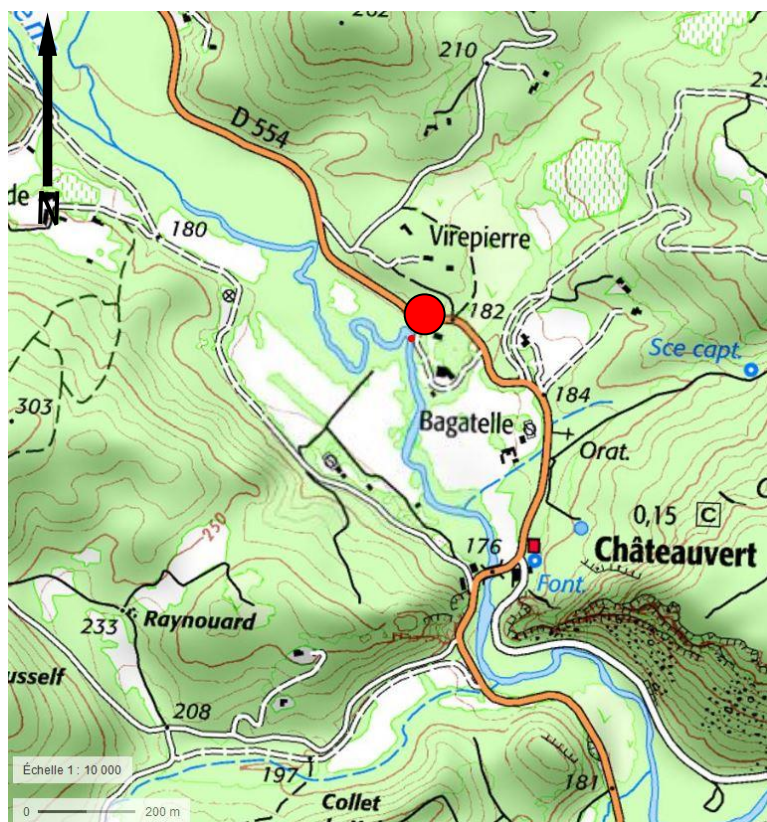 202
210
D 554
de
N
180
Virepierre
182
Sce capt.
184
303
Bagatelle
Orat.
0,15 C
Châteauvert
176
Font.
250
Raynouard
233
usself
208
197
181
Échelle 1 : 10 000
0 200 m
Collet